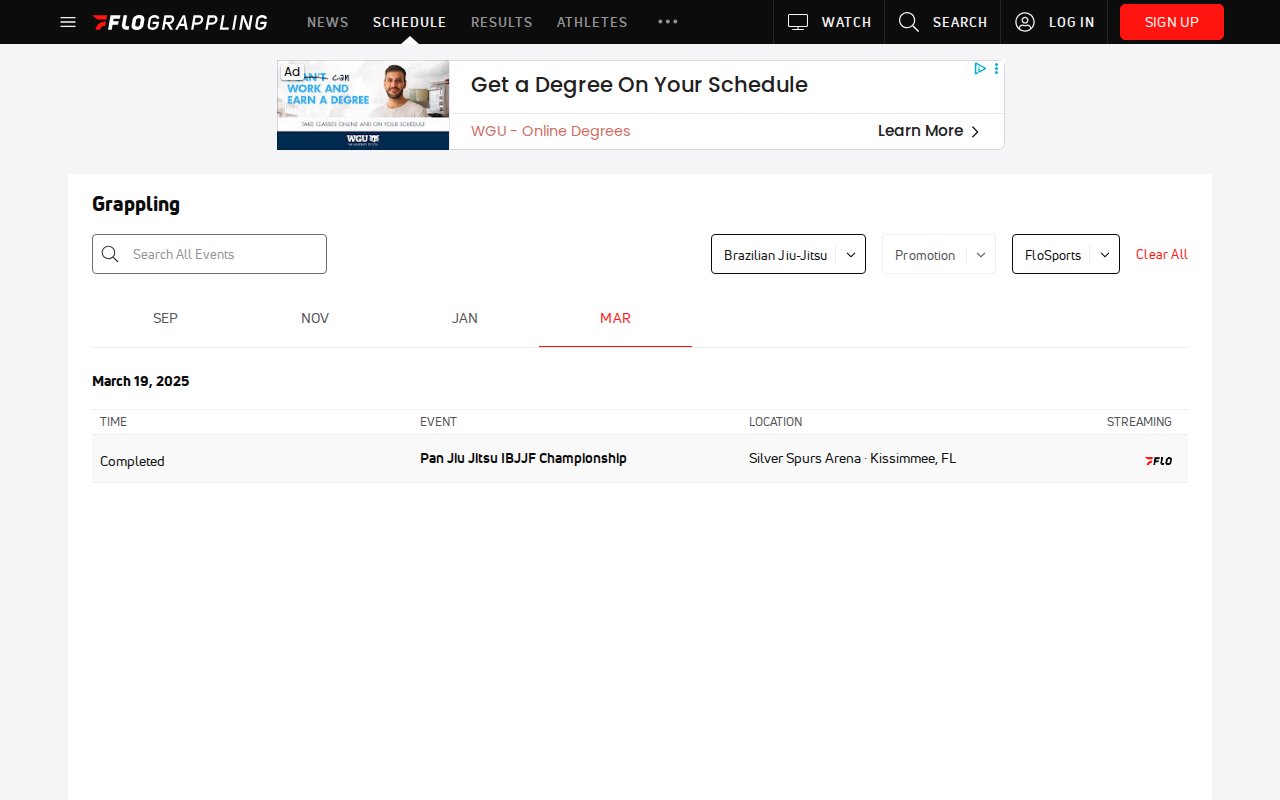 FLOGRAPPLING
NEWS
SCHEDULE
RESULTS
ATHLETES
WATCH
SEARCH
LOG IN
SIGN UP
Ad
CAN'T can
WORK AND
EARN A DEGREE
TAKE CLASSES ONLINE AND ON YOUR SCHEDULE
WGU
Get a Degree On Your Schedule
WGU - Online Degrees
Learn More
Grappling
Search All Events
Brazilian Jiu-Jitsu
Promotion
FloSports
Clear All
SEP
NOV
JAN
MAR
March 19, 2025
TIME EVENT LOCATION STREAMING
Completed Pan Jiu Jitsu IBJJF Championship Silver Spurs Arena · Kissimmee, FL FLO